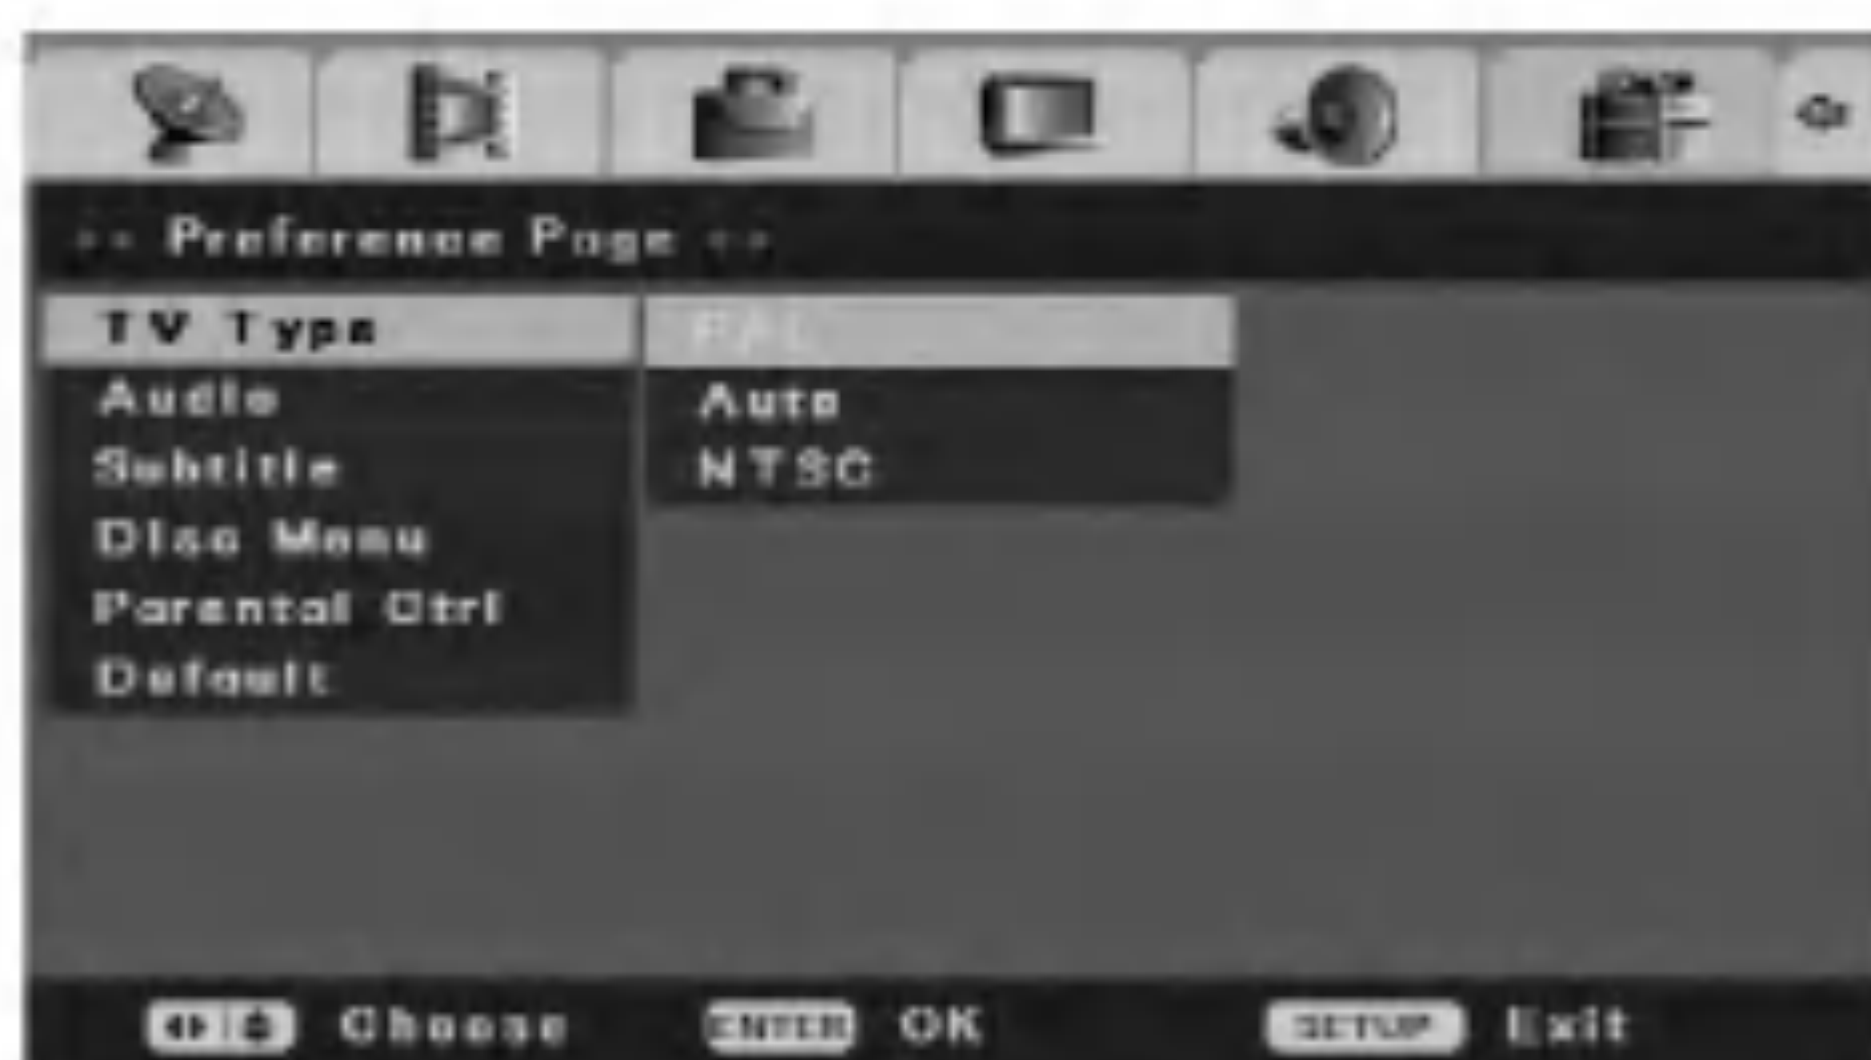 -- Preference Page --
TV Type PAL
Audio Auto
Subtitle NTSC
Disc Menu
Parental Ctrl
Default
Choose ENTER OK SETUP Exit